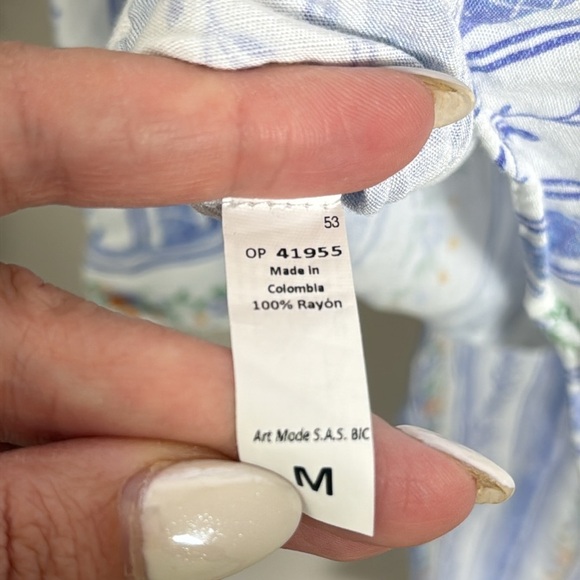 53
OP 41955
Made In
Colombia
100% Rayón
Art Mode S.A.S. BIC
M